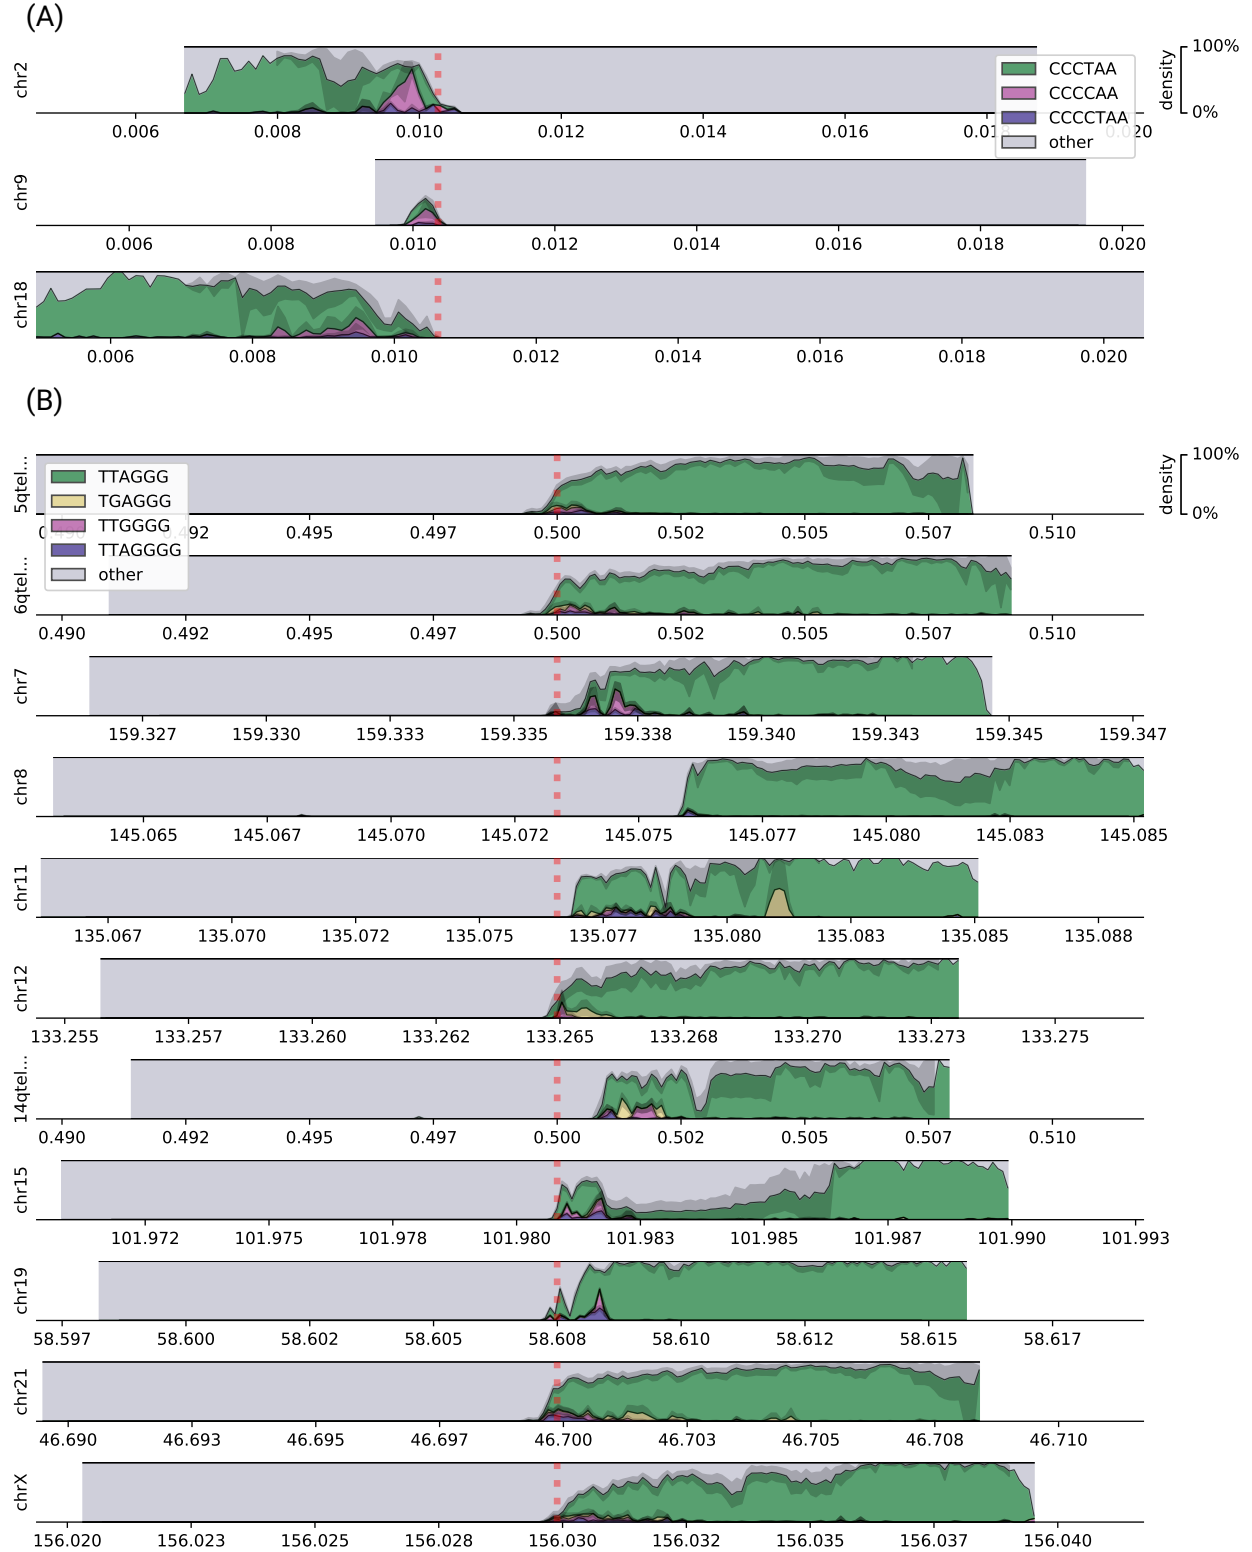 (A)
chr2
0.006 0.008 0.010 0.012 0.014 0.016 0.018 0.020
CCCTAA
CCCCAA
CCCCTAA
other
density
100%
0%
chr9
0.006 0.008 0.010 0.012 0.014 0.016 0.018 0.020
chr18
0.006 0.008 0.010 0.012 0.014 0.016 0.018 0.020
(B)
5qtel...
TTAGGG
TGAGGG
TTGGGG
TTAGGGG
other
density
100%
0%
0.490 0.492 0.495 0.497 0.500 0.502 0.505 0.507 0.510
6qtel...
0.490 0.492 0.495 0.497 0.500 0.502 0.505 0.507 0.510
chr7
159.327 159.330 159.333 159.335 159.338 159.340 159.343 159.345 159.347
chr8
145.065 145.067 145.070 145.072 145.075 145.077 145.080 145.083 145.085
chr11
135.067 135.070 135.072 135.075 135.077 135.080 135.083 135.085 135.088
chr12
133.255 133.257 133.260 133.262 133.265 133.268 133.270 133.273 133.275
14qtel...
0.490 0.492 0.495 0.497 0.500 0.502 0.505 0.507 0.510
chr15
101.972 101.975 101.978 101.980 101.983 101.985 101.987 101.990 101.993
chr19
58.597 58.600 58.602 58.605 58.608 58.610 58.612 58.615 58.617
chr21
46.690 46.693 46.695 46.697 46.700 46.703 46.705 46.708 46.710
chrX
156.020 156.023 156.025 156.028 156.030 156.032 156.035 156.037 156.040